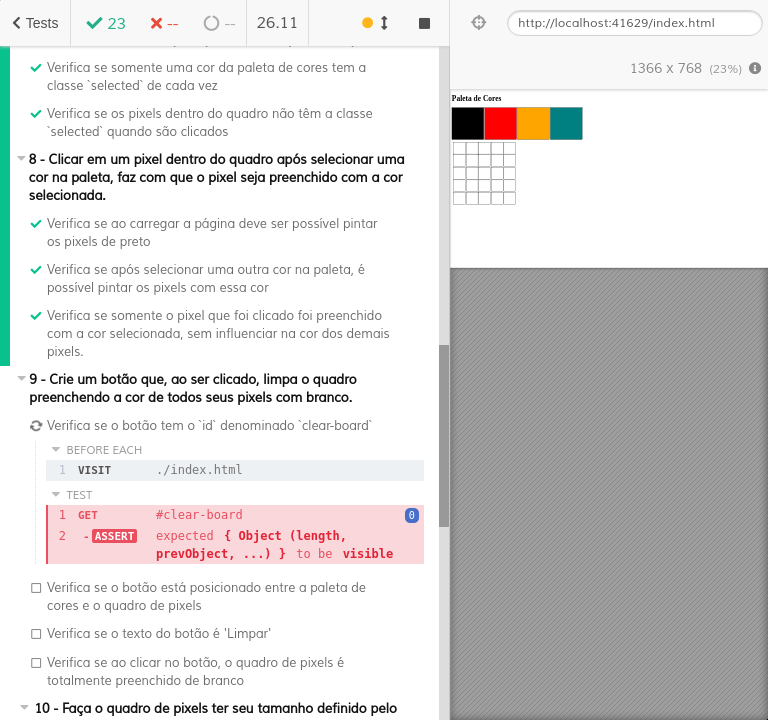 Tests 23 -- -- 26.11
http://localhost:41629/index.html
1366 x 768 (23%)
Verifica se somente uma cor da paleta de cores tem a
classe `selected` de cada vez
Verifica se os pixels dentro do quadro não têm a classe
`selected` quando são clicados
8 - Clicar em um pixel dentro do quadro após selecionar uma
cor na paleta, faz com que o pixel seja preenchido com a cor
selecionada.
Verifica se ao carregar a página deve ser possível pintar
os pixels de preto
Verifica se após selecionar uma outra cor na paleta, é
possível pintar os pixels com essa cor
Verifica se somente o pixel que foi clicado foi preenchido
com a cor selecionada, sem influenciar na cor dos demais
pixels.
9 - Crie um botão que, ao ser clicado, limpa o quadro
preenchendo a cor de todos seus pixels com branco.
Verifica se o botão tem o `id` denominado `clear-board`
BEFORE EACH
1 VISIT ./index.html
TEST
1 GET #clear-board 0
2 -ASSERT expected { Object (length,
prevObject, ...) } to be visible
Verifica se o botão está posicionado entre a paleta de
cores e o quadro de pixels
Verifica se o texto do botão é 'Limpar'
Verifica se ao clicar no botão, o quadro de pixels é
totalmente preenchido de branco
10 - Faça o quadro de pixels ter seu tamanho definido pelo
Paleta de Cores